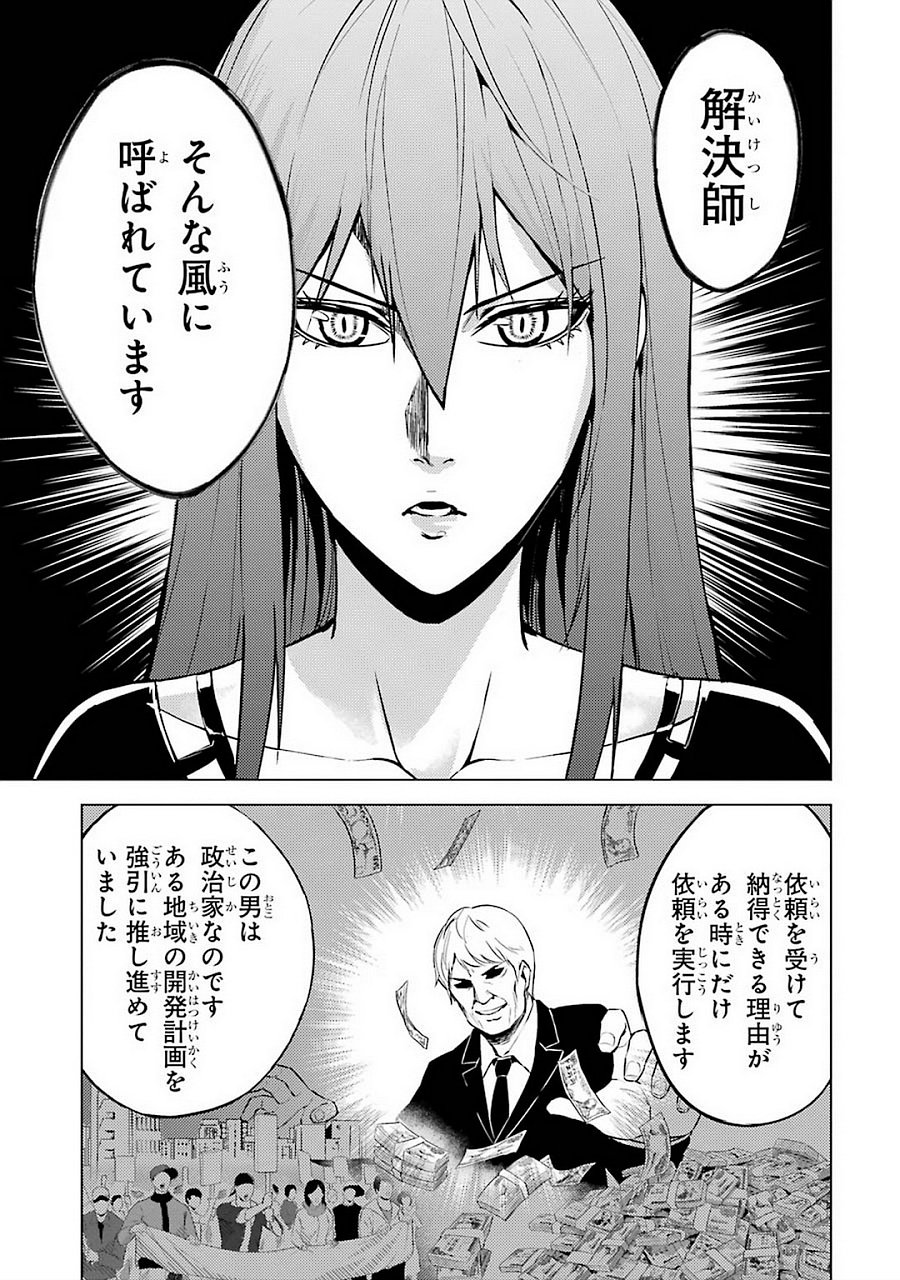 解決師
そんな風に
呼ばれています
依頼を受けて
納得できる理由が
ある時にだけ
依頼を実行します
この男は
政治家なのです
ある地域の開発計画を
強引に推し進めて
いました